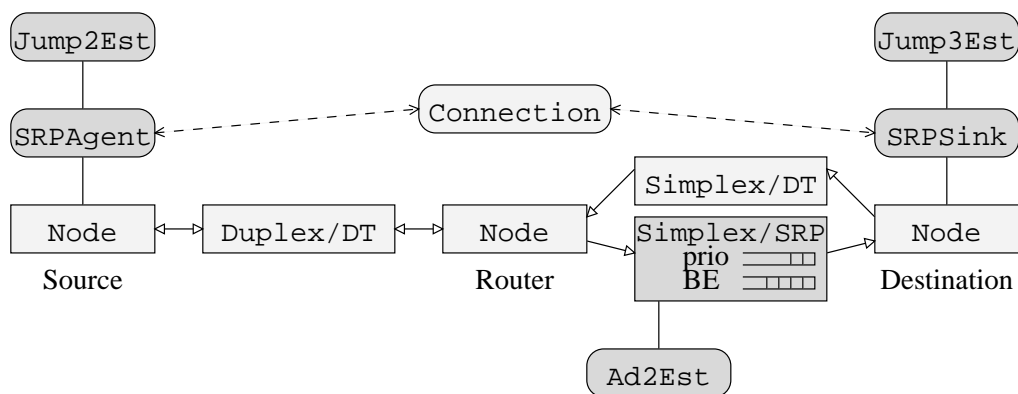 Jump2Est
Jump3Est
Connection
SRPAgent
SRPSink
Simplex/DT
Node
Duplex/DT
Node
Simplex/SRP
Node
prio
BE
Source
Router
Destination
Ad2Est